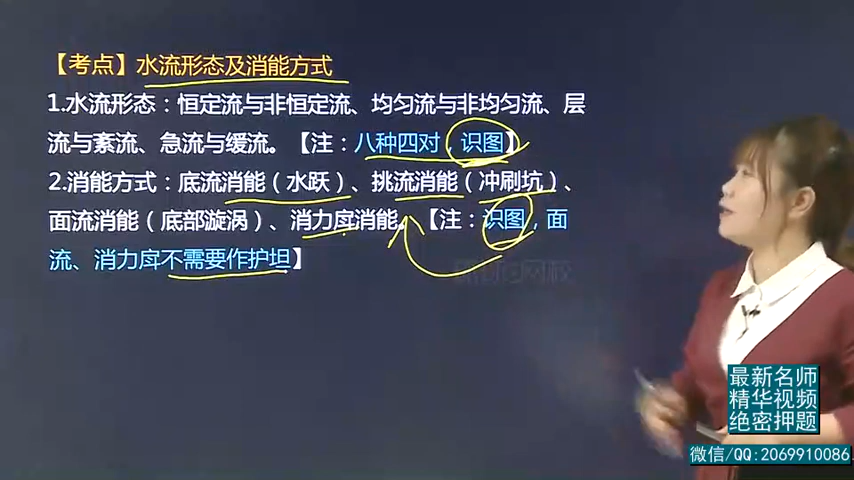 【考点】水流形态及消能方式
1.水流形态：恒定流与非恒定流、均匀流与非均匀流、层
流与紊流、急流与缓流。【注：八种四对，识图】
2.消能方式：底流消能（水跃）、挑流消能（冲刷坑）、
面流消能（底部漩涡）、消力戽消能。【注：识图，面
流、消力戽不需要作护坦】
最新名师
精华视频
绝密押题
微信/QQ:2069910086